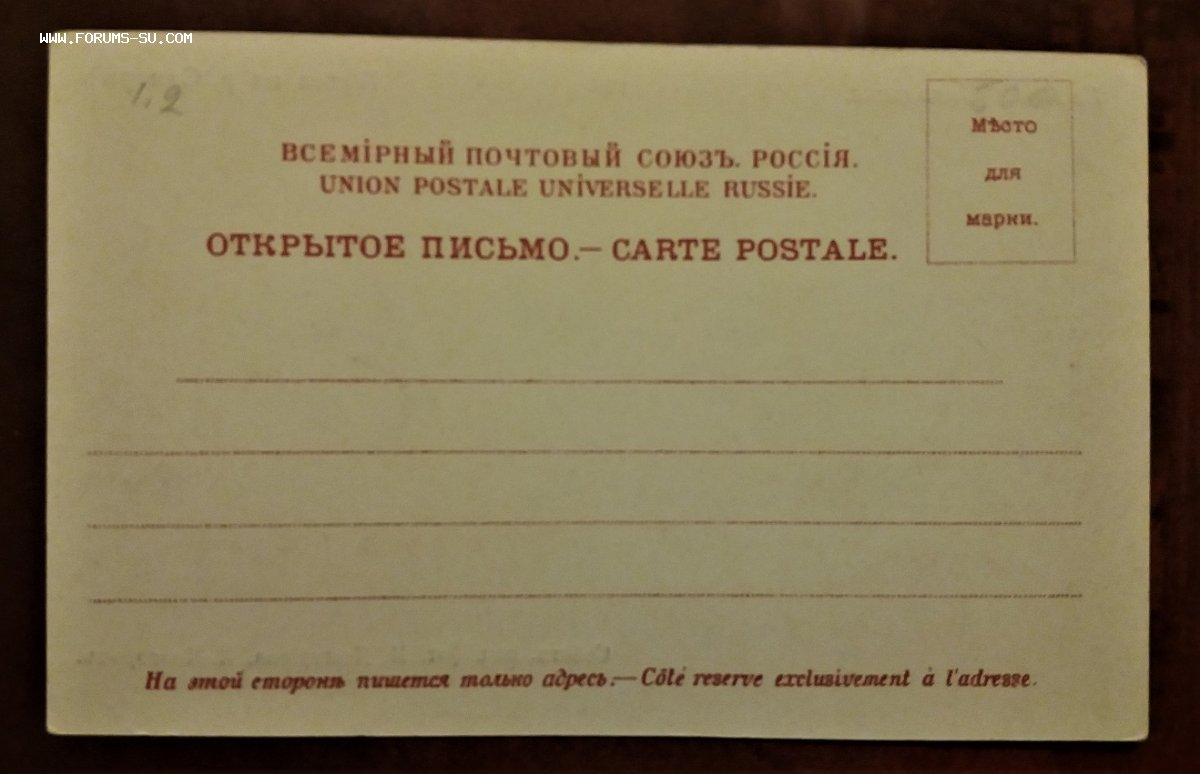 www.forums-su.com
1,2
ВСЕМІРНЫЙ ПОЧТОВЫЙ СОЮЗЪ. РОССІЯ.
UNION POSTALE UNIVERSELLE RUSSIE.
ОТКРЫТОЕ ПИСЬМО.— CARTE POSTALE.
Мѣсто
для
марки.
На этой сторонѣ пишется только адресъ.— Côté reserve exclusivement à l'adresse.